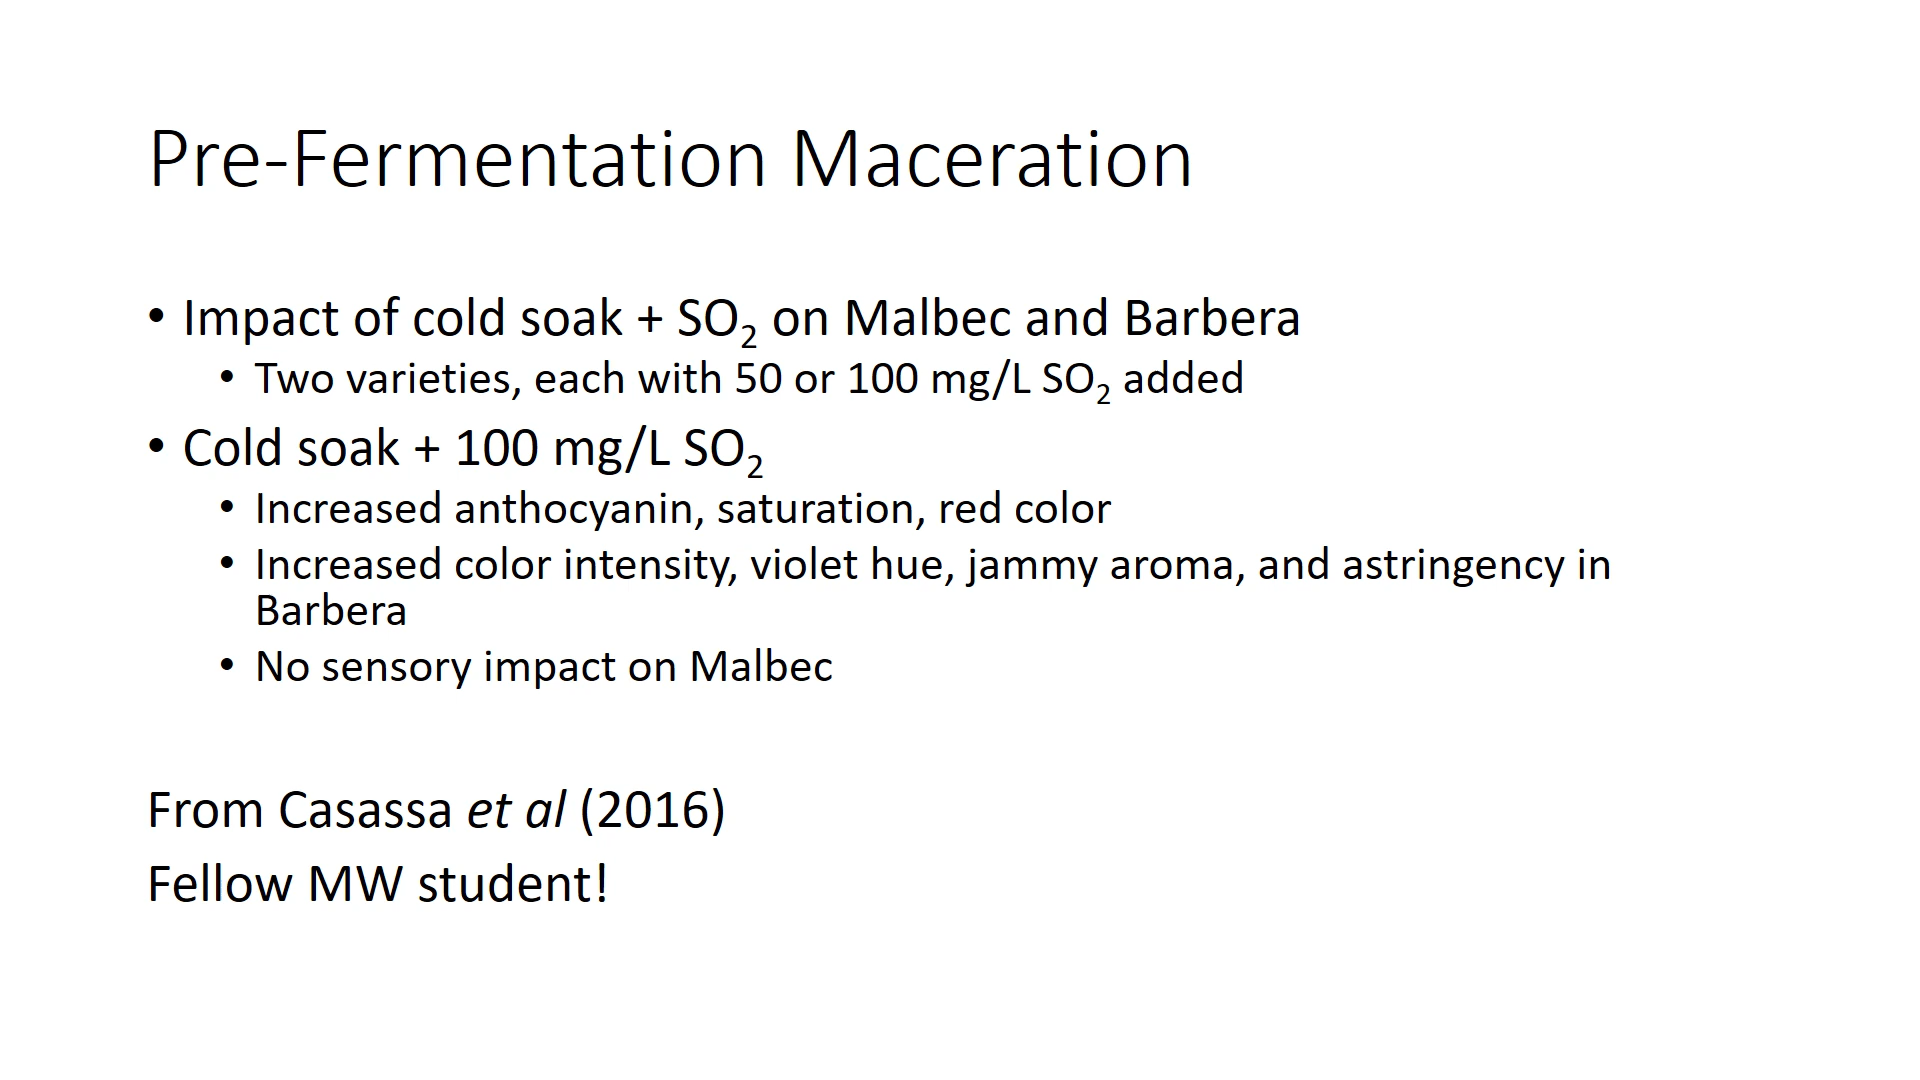 Pre-Fermentation Maceration
• Impact of cold soak + SO₂ on Malbec and Barbera
• Two varieties, each with 50 or 100 mg/L SO₂ added
• Cold soak + 100 mg/L SO₂
• Increased anthocyanin, saturation, red color
• Increased color intensity, violet hue, jammy aroma, and astringency in
Barbera
• No sensory impact on Malbec
From Casassa et al (2016)
Fellow MW student!